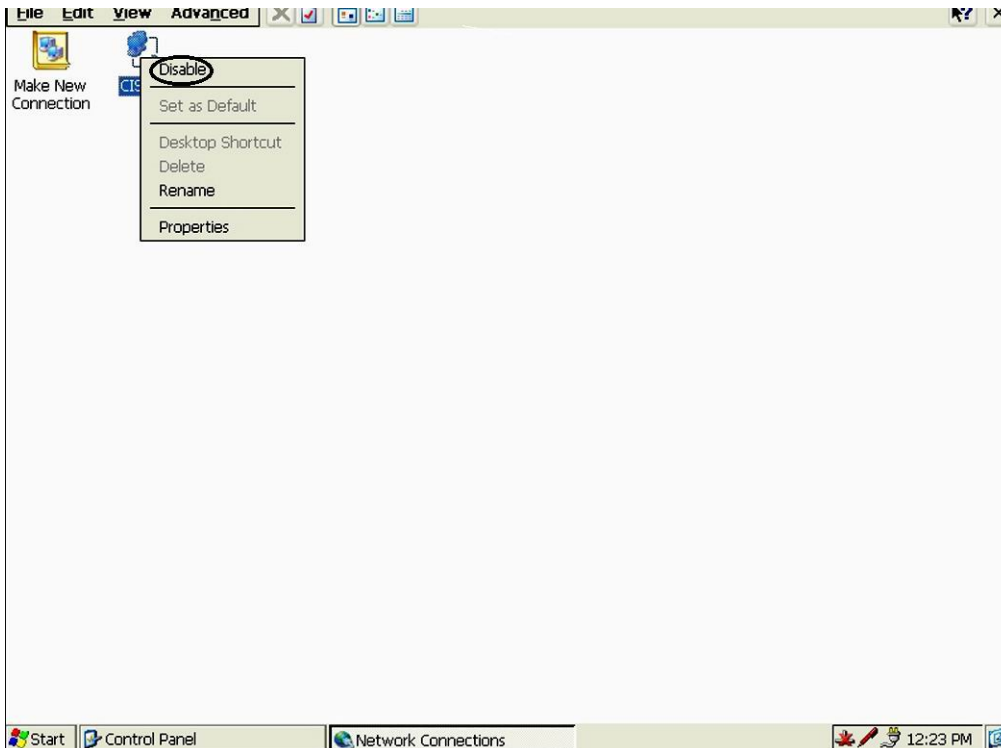 File Edit View Advanced
Make New
Connection
Disable
Set as Default
Desktop Shortcut
Delete
Rename
Properties
Start Control Panel Network Connections 12:23 PM